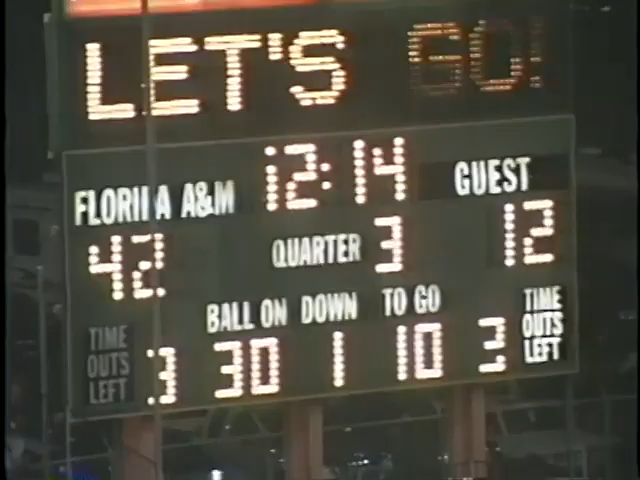 LET'S GO!
12:14
FLORIDA A&M GUEST
42 QUARTER 3 12
BALL ON DOWN TO GO
TIME OUTS LEFT 3 30 1 10 3 TIME OUTS LEFT